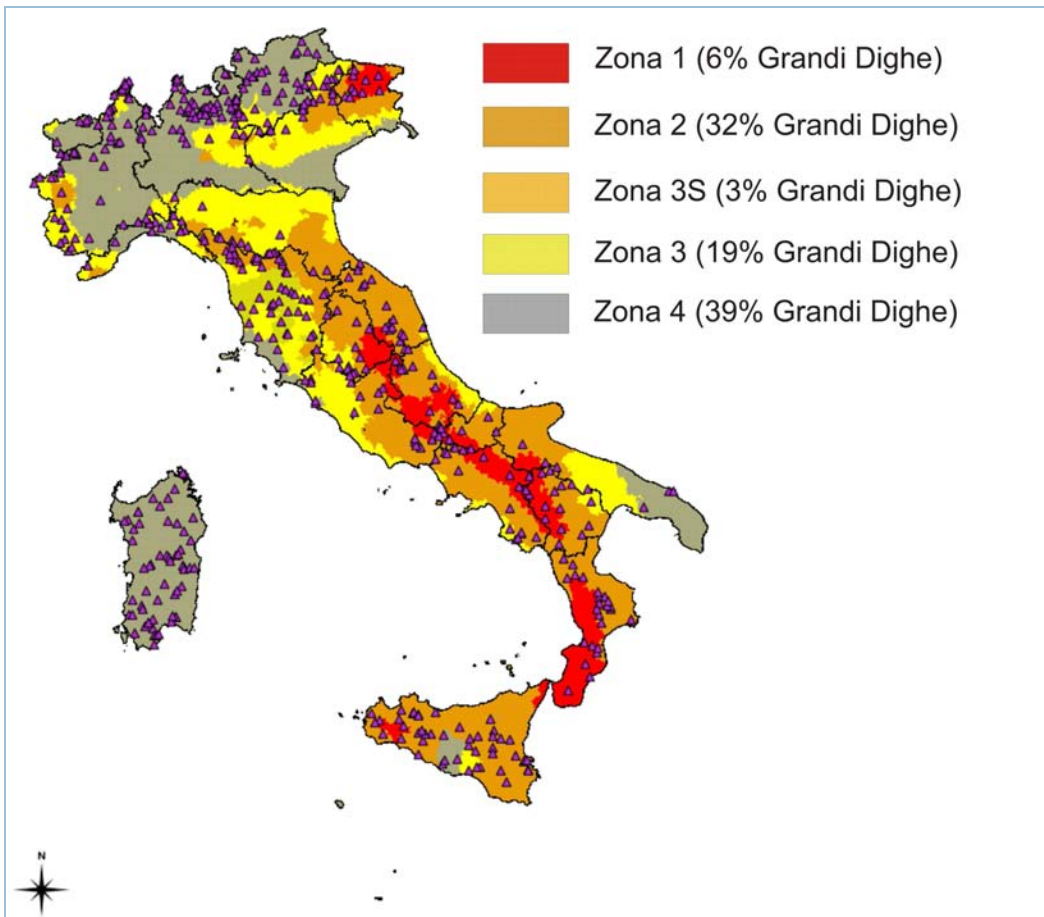 Zona 1 (6% Grandi Dighe)
Zona 2 (32% Grandi Dighe)
Zona 3S (3% Grandi Dighe)
Zona 3 (19% Grandi Dighe)
Zona 4 (39% Grandi Dighe)
N